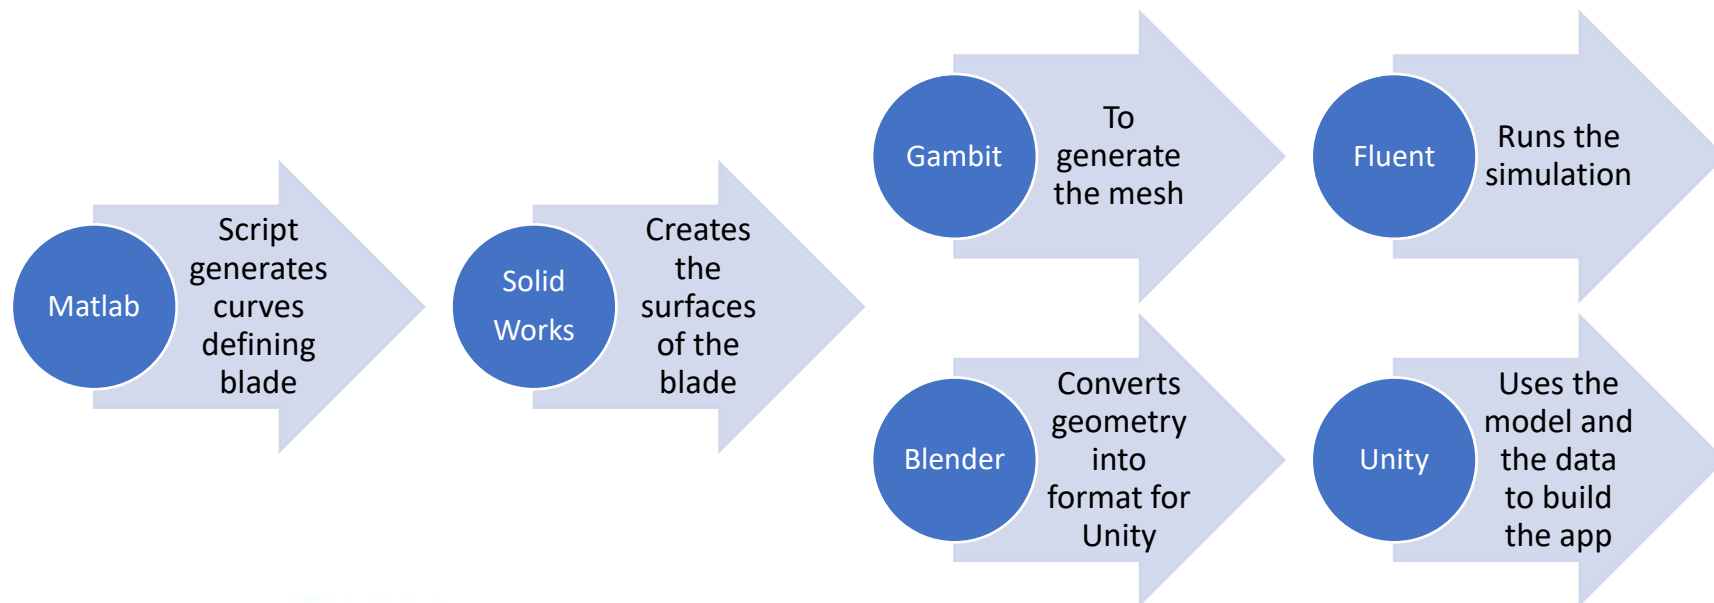 Matlab
Script
generates
curves
defining
blade
Solid
Works
Creates
the
surfaces
of the
blade
Gambit
To
generate
the mesh
Fluent
Runs the
simulation
Blender
Converts
geometry
into
format for
Unity
Unity
Uses the
model and
the data
to build
the app